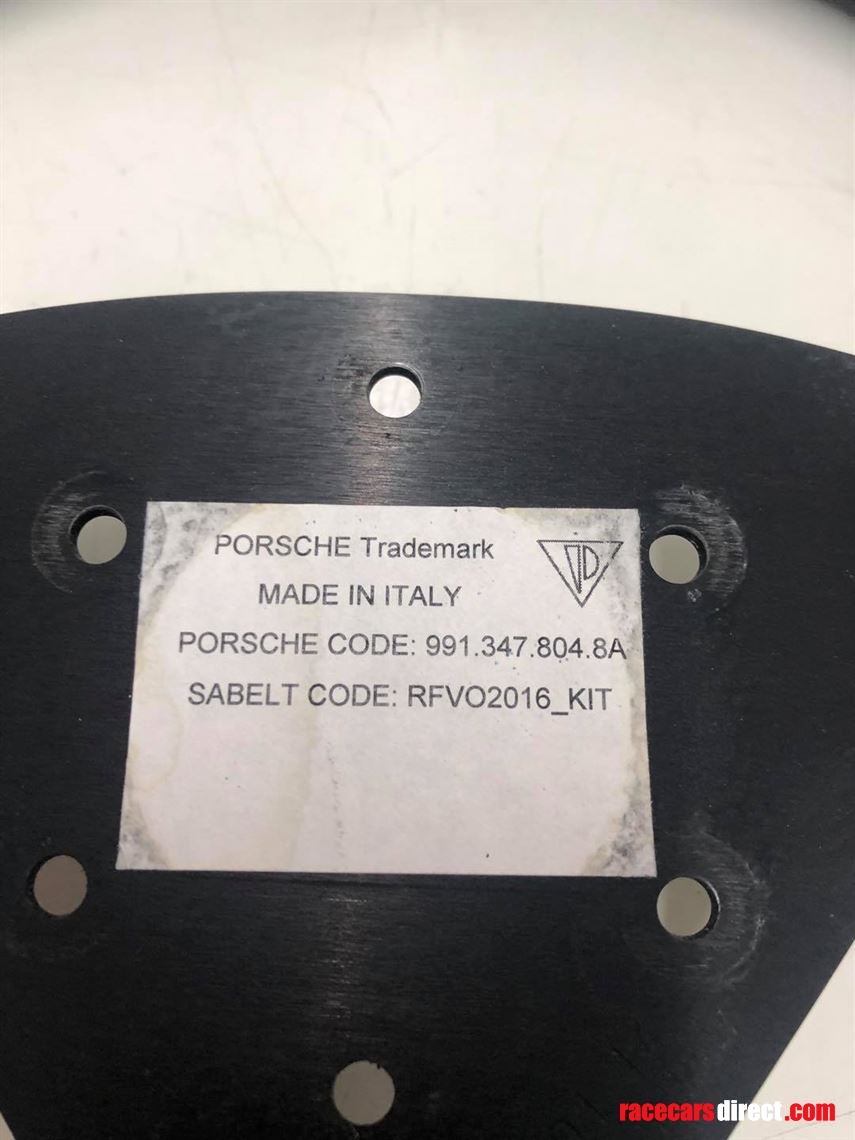 PORSCHE Trademark
MADE IN ITALY
PORSCHE CODE: 991.347.804.8A
SABELT CODE: RFVO2016_KIT
racecarsdirect.com